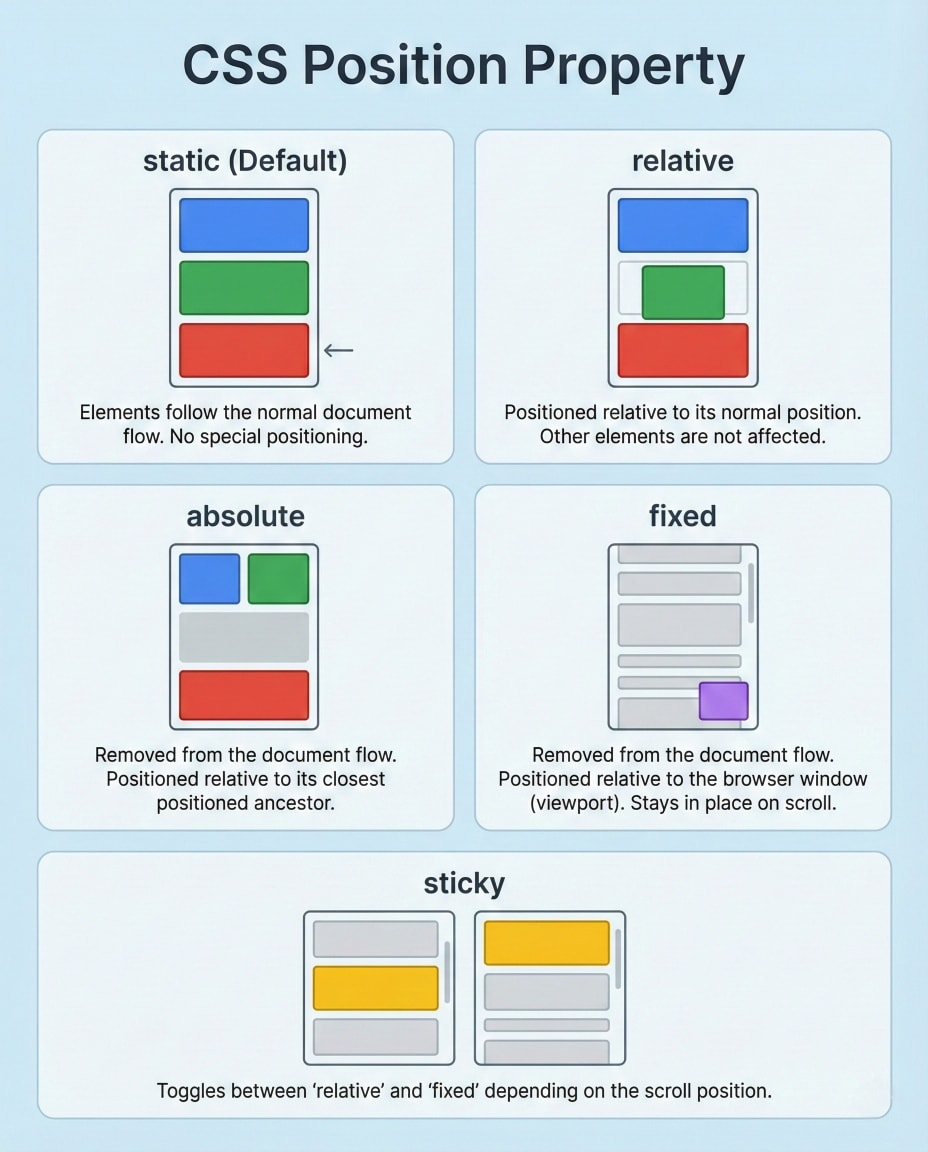 CSS Position Property
static (Default)
Elements follow the normal document
flow. No special positioning.
relative
Positioned relative to its normal position.
Other elements are not affected.
absolute
Removed from the document flow.
Positioned relative to its closest
positioned ancestor.
fixed
Removed from the document flow.
Positioned relative to the browser window
(viewport). Stays in place on scroll.
sticky
Toggles between ‘relative’ and ‘fixed’ depending on the scroll position.